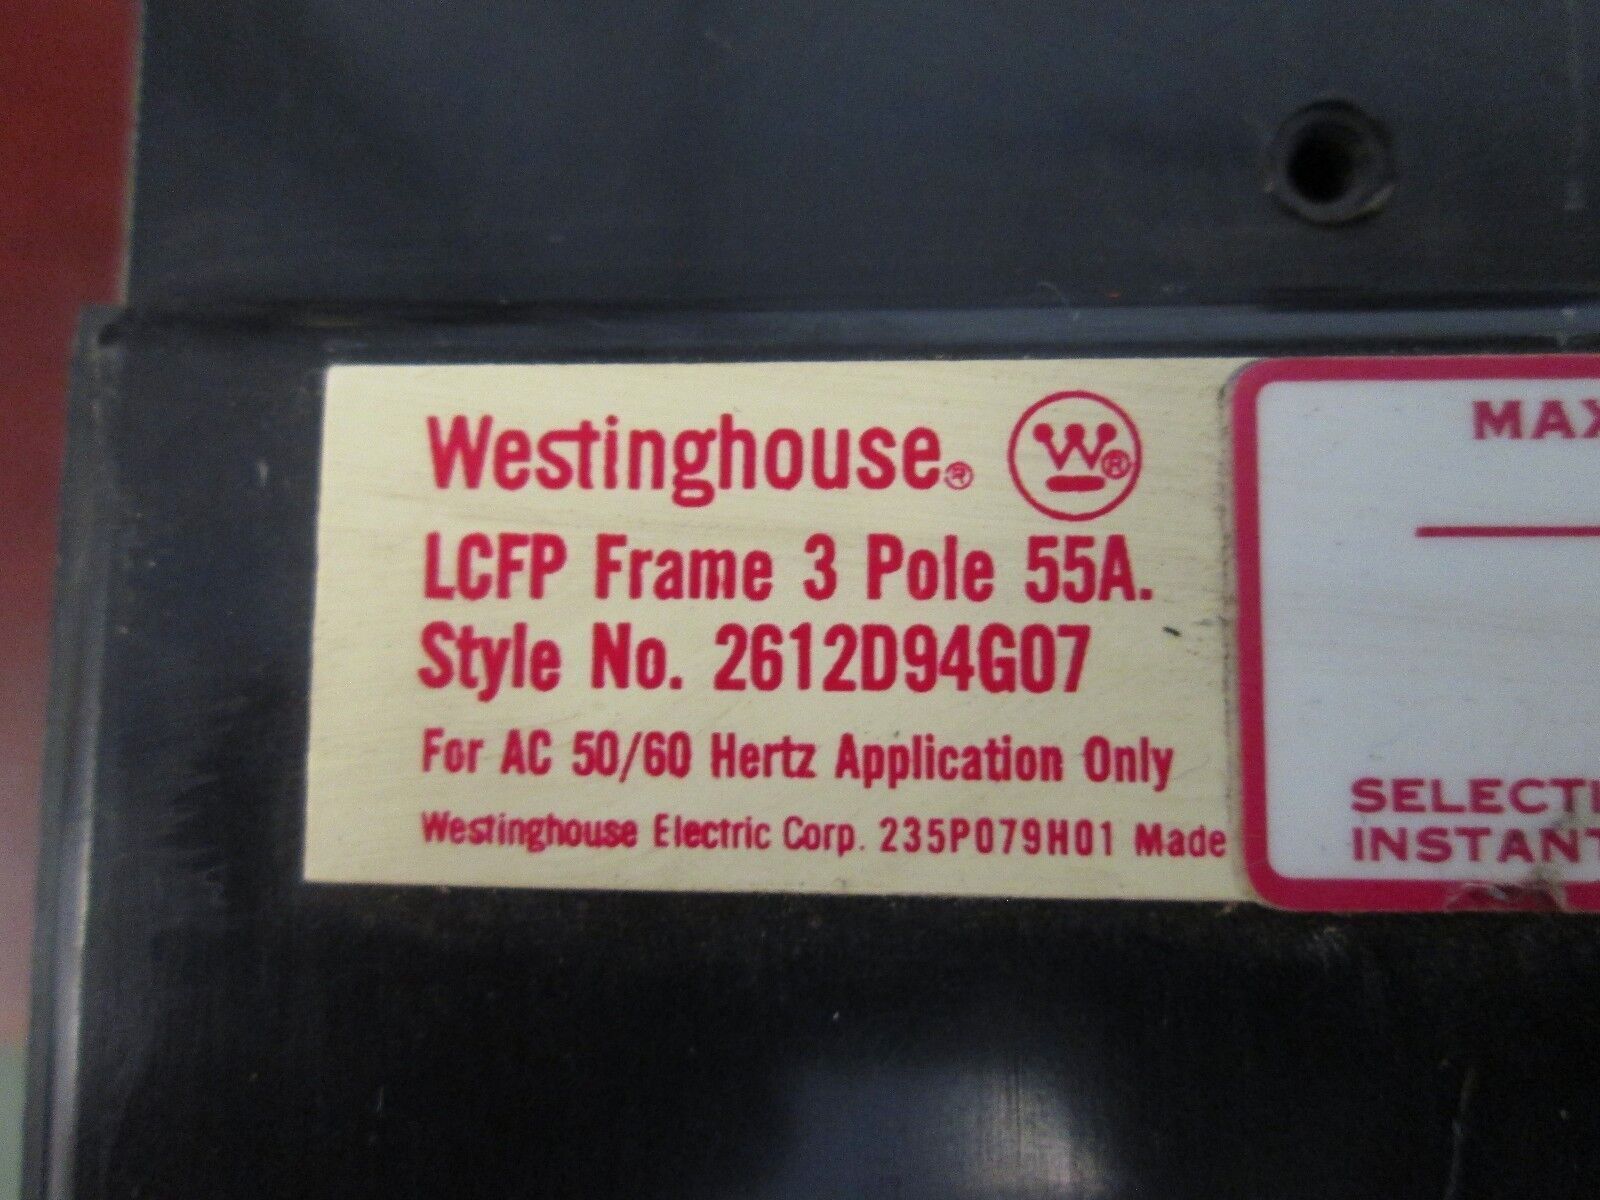 Westinghouse® W®
LCFP Frame 3 Pole 55A.
Style No. 2612D94G07
For AC 50/60 Hertz Application Only
Westinghouse Electric Corp. 235P079H01 Made
MAX
SELECTI
INSTANT